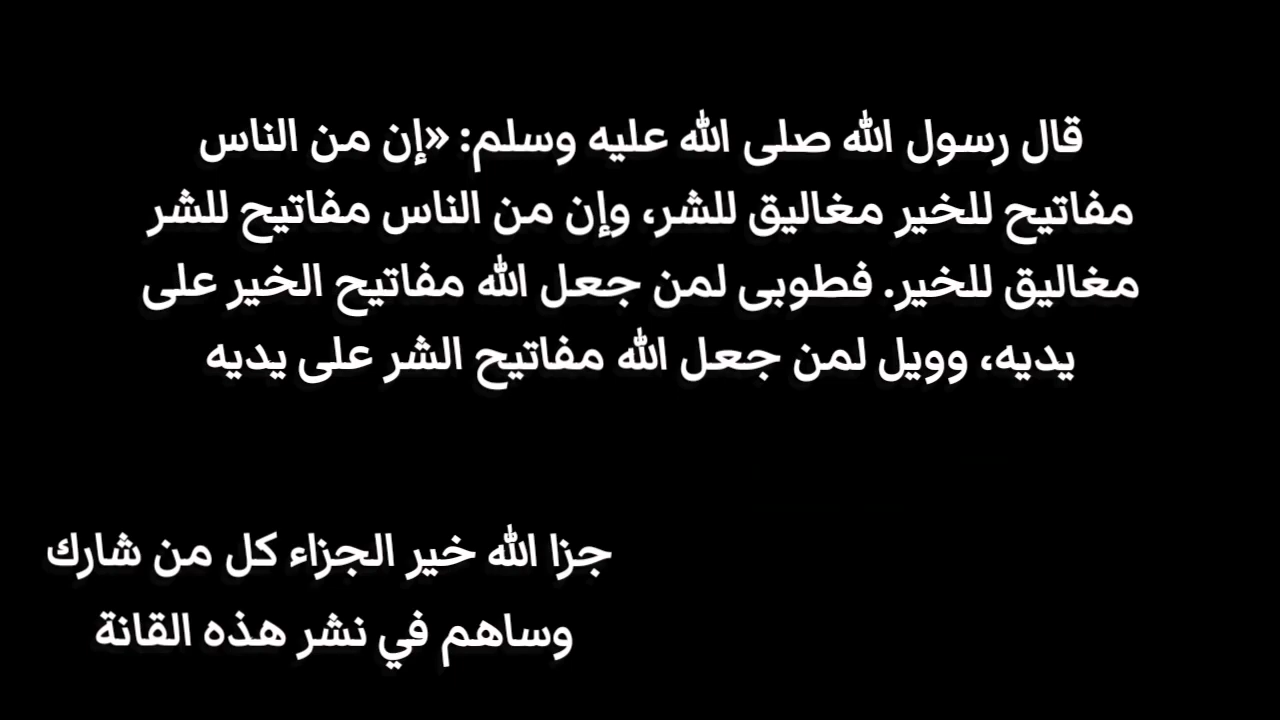 قال رسول الله صلى الله عليه وسلم: «إن من الناس
مفاتيح للخير مغاليق للشر، وإن من الناس مفاتيح للشر
مغاليق للخير. فطوبى لمن جعل الله مفاتيح الخير على
يديه، وويل لمن جعل الله مفاتيح الشر على يديه
جزا الله خير الجزاء كل من شارك
وساهم في نشر هذه القانة